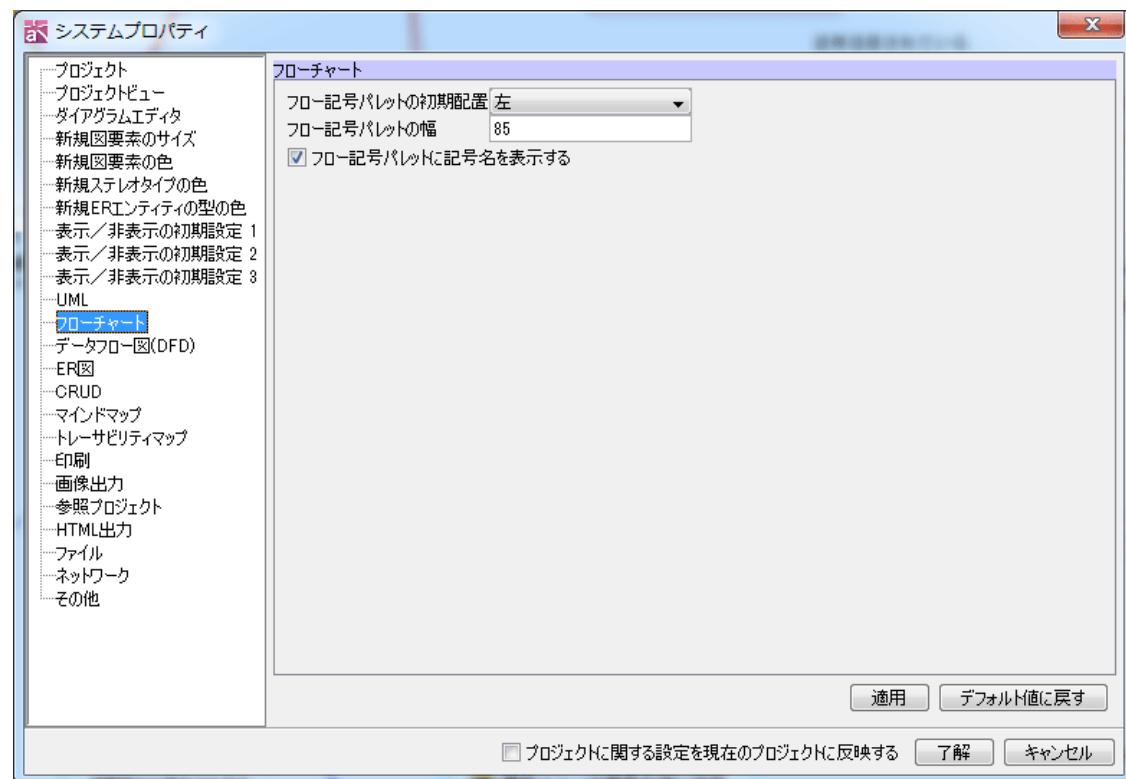 システムプロパティ
プロジェクト
プロジェクトビュー
ダイアグラムエディタ
新規図要素のサイズ
新規図要素の色
新規ステレオタイプの色
新規ERエンティティの型の色
表示／非表示の初期設定 1
表示／非表示の初期設定 2
表示／非表示の初期設定 3
UML
フローチャート
データフロー図(DFD)
ER図
CRUD
マインドマップ
トレーサビリティマップ
印刷
画像出力
参照プロジェクト
HTML出力
ファイル
ネットワーク
その他
フローチャート
フロー記号パレットの初期配置 左
フロー記号パレットの幅 85
フロー記号パレットに記号名を表示する
適用 デフォルト値に戻す
プロジェクトに関する設定を現在のプロジェクトに反映する 了解 キャンセル